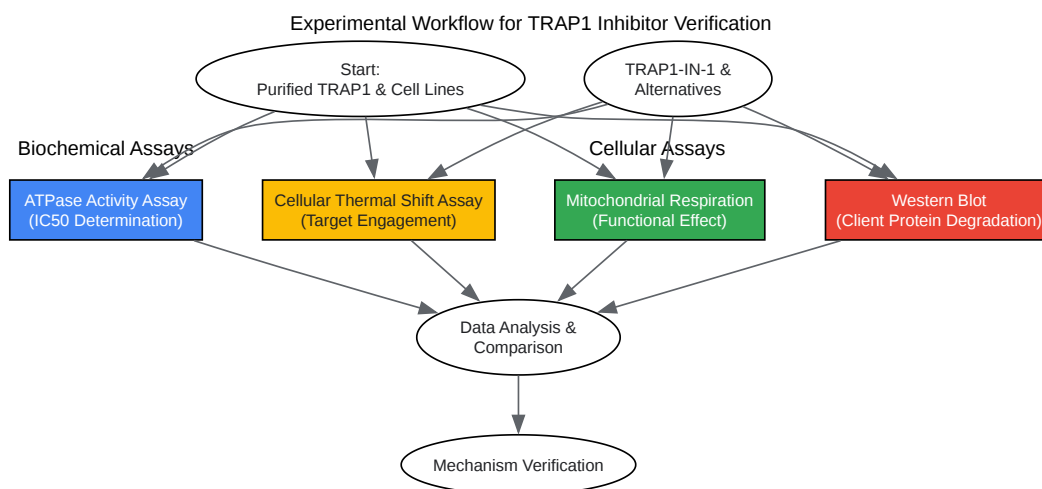 Experimental Workflow for TRAP1 Inhibitor Verification
Start:
Purified TRAP1 & Cell Lines
TRAP1-IN-1 &
Alternatives
Biochemical Assays
Cellular Assays
ATPase Activity Assay
(IC50 Determination)
Cellular Thermal Shift Assay
(Target Engagement)
Mitochondrial Respiration
(Functional Effect)
Western Blot
(Client Protein Degradation)
Data Analysis &
Comparison
Mechanism Verification